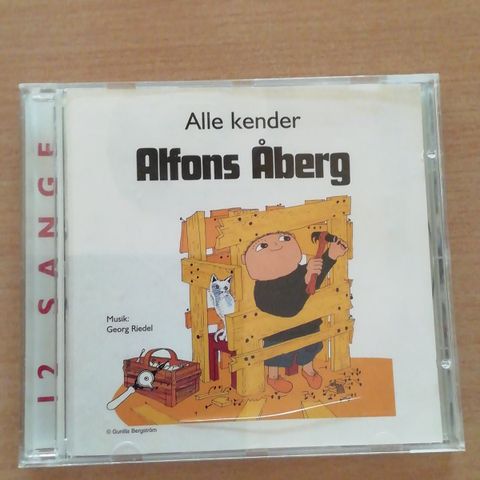 Alle kender
Alfons Åberg
Musik:
Georg Riedel
© Gunilla Bergström
12 SANGE